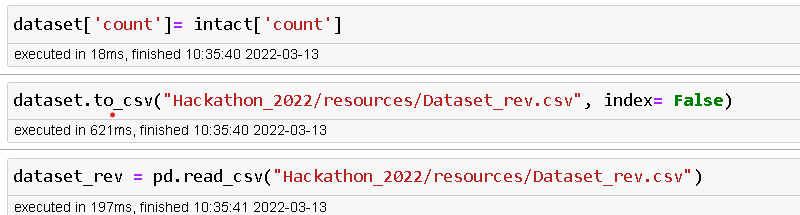 dataset['count']= intact['count']
executed in 18ms, finished 10:35:40 2022-03-13
dataset.to_csv("Hackathon_2022/resources/Dataset_rev.csv", index= False)
executed in 621ms, finished 10:35:40 2022-03-13
dataset_rev = pd.read_csv("Hackathon_2022/resources/Dataset_rev.csv")
executed in 197ms, finished 10:35:41 2022-03-13